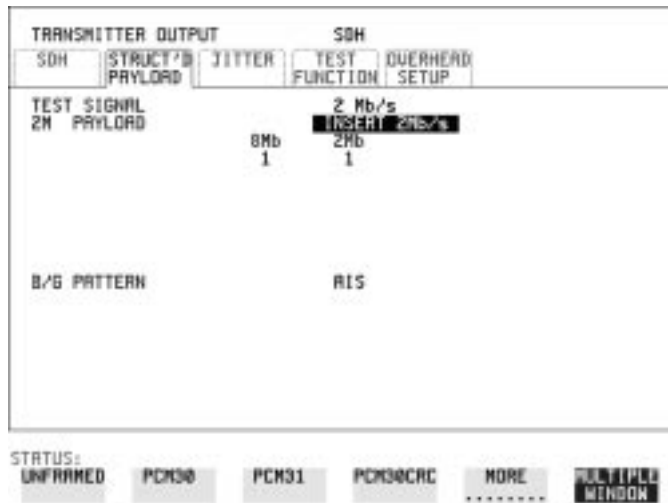 TRANSMITTER OUTPUT SDH
SDH STRUCT'D PAYLOAD JITTER TEST FUNCTION OVERHEAD SETUP
TEST SIGNAL 2 Mb/s
2M PAYLOAD INSERT 2Mb/s
8Mb 2Mb
1 1
B/G PATTERN AIS
STATUS:
UNFRAMED PCM30 PCM31 PCM30CRC MORE ........ MULTIPLE WINDOW